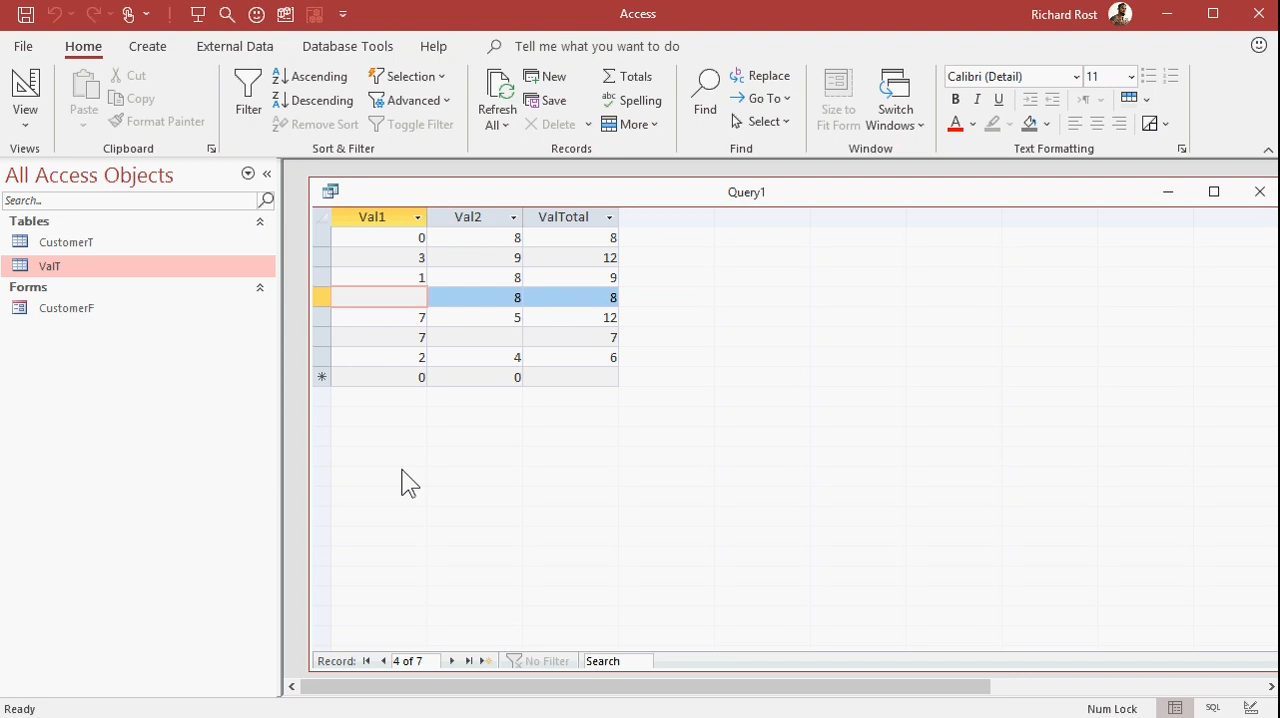 Access
Richard Rost
File Home Create External Data Database Tools Help Tell me what you want to do
View
Paste
Cut
Copy
Format Painter
Filter
Ascending
Descending
Remove Sort
Selection
Advanced
Toggle Filter
Refresh All
New
Save
Delete
Totals
Spelling
More
Find
Replace
Go To
Select
Size to Fit Form
Switch Windows
Calibri (Detail) 11
B I U
A
Views Clipboard Sort & Filter Records Find Window Text Formatting
All Access Objects
Search...
Tables
CustomerT
ValT
Forms
CustomerF
Query1
Val1 Val2 ValTotal
0 8 8
3 9 12
1 8 9
8 8
7 5 12
7 7
2 4 6
* 0 0
Record: 4 of 7 No Filter Search
Ready Num Lock SQL